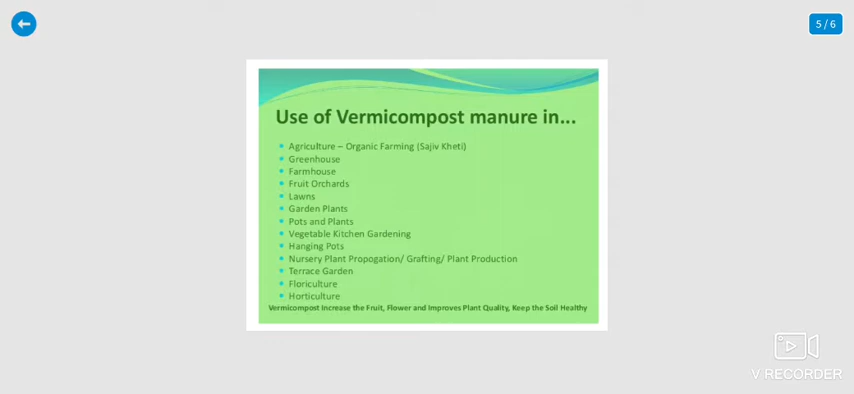 5 / 6
Use of Vermicompost manure in...
Agriculture – Organic Farming (Sajiv Kheti)
Greenhouse
Farmhouse
Fruit Orchards
Lawns
Garden Plants
Pots and Plants
Vegetable Kitchen Gardening
Hanging Pots
Nursery Plant Propogation/ Grafting/ Plant Production
Terrace Garden
Floriculture
Horticulture
Vermicompost Increase the Fruit, Flower and Improves Plant Quality, Keep the Soil Healthy
V RECORDER